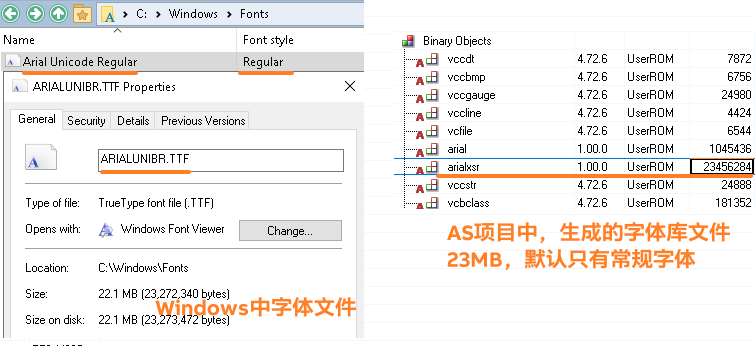 C: Windows Fonts
Name Font style
Arial Unicode Regular Regular
ARIALUNIBR.TTF Properties
General Security Details Previous Versions
ARIALUNIBR.TTF
Type of file: TrueType font file (.TTF)
Opens with: Windows Font Viewer Change...
Location: C:\Windows\Fonts
Size: 22.1 MB (23,272,340 bytes)
Size on disk: 22.1 MB (23,273,472 bytes)
Windows中字体文件
Binary Objects
vccdt 4.72.6 UserROM 7872
vccbmp 4.72.6 UserROM 6756
vccgauge 4.72.6 UserROM 24980
vccline 4.72.6 UserROM 4424
vcfile 4.72.6 UserROM 6544
arial 1.00.0 UserROM 1045436
arialxsr 1.00.0 UserROM 23456284
vccstr 4.72.6 UserROM 24888
vcbclass 4.72.6 UserROM 181352
AS项目中，生成的字体库文件
23MB，默认只有常规字体